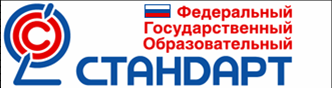 Федеральный
Государственный
Образовательный
СТАНДАРТ